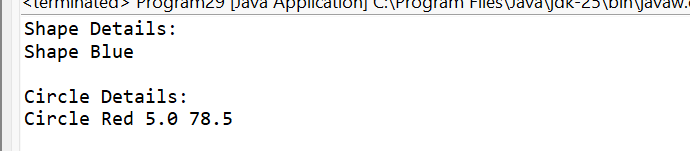 <terminated> Program29 [Java Application] C:\Program Files\Java\jdk-25\bin\javaw.
Shape Details:
Shape Blue
Circle Details:
Circle Red 5.0 78.5